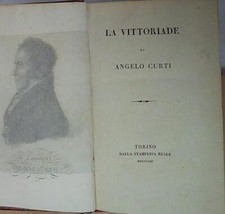 LA VITTORIADE
DI
ANGELO CURTI
TORINO
DALLA STAMPERIA REALE